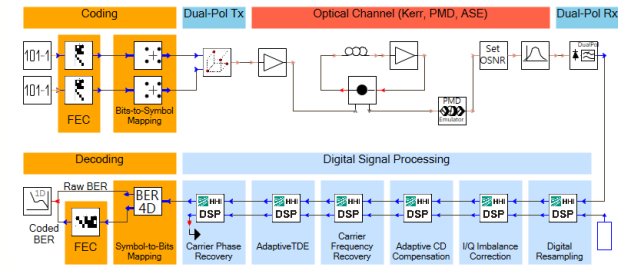 Coding
Dual-Pol Tx
Optical Channel (Kerr, PMD, ASE)
Dual-Pol Rx
101-1
101-1
FEC
Bits-to-Symbol
Mapping
PMD
Emulator
Set
OSNR
DualPol
Decoding
Digital Signal Processing
1D
Raw BER
Coded
BER
FEC
BER
4D
Symbol-to-Bits
Mapping
HHI
DSP
Carrier Phase
Recovery
HHI
DSP
AdaptiveTDE
HHI
DSP
Carrier
Frequency
Recovery
HHI
DSP
Adaptive CD
Compensation
HHI
DSP
I/Q Imbalance
Correction
HHI
DSP
Digital
Resampling